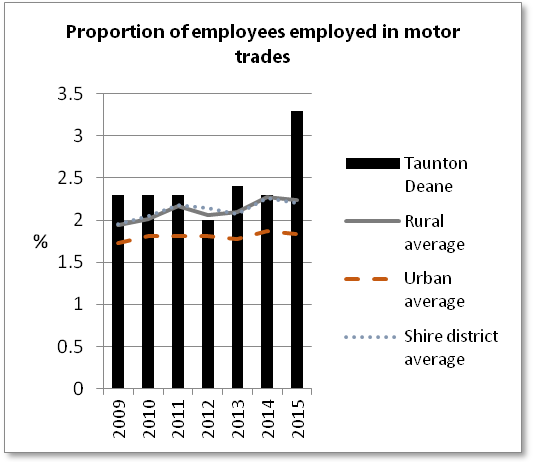 Proportion of employees employed in motor
trades
3.5
3
2.5
2
1.5
1
0.5
0
%
2009
2010
2011
2012
2013
2014
2015
Taunton
Deane
Rural
average
Urban
average
Shire district
average